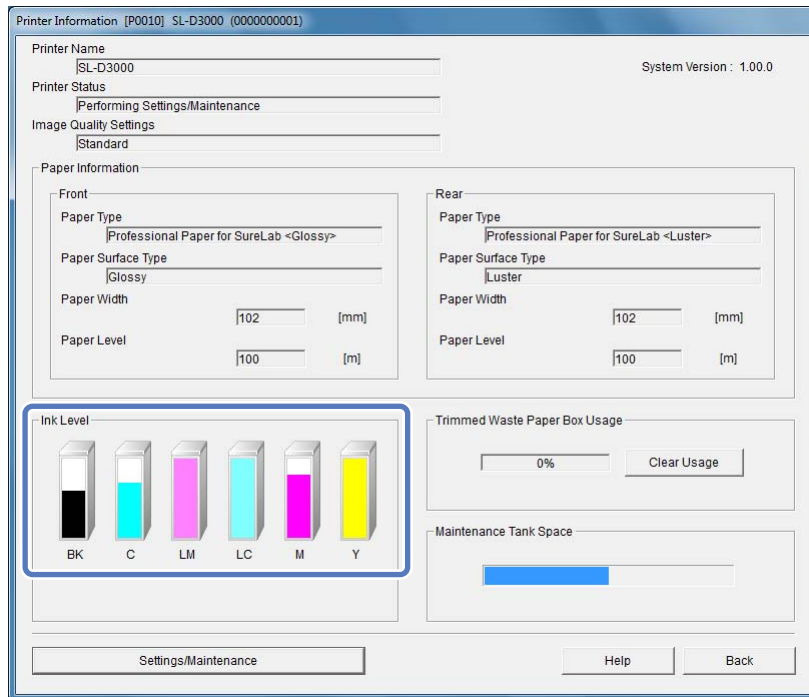 Printer Information [P0010] SL-D3000 (0000000001)
Printer Name
SL-D3000
System Version : 1.00.0
Printer Status
Performing Settings/Maintenance
Image Quality Settings
Standard
Paper Information
Front
Paper Type
Professional Paper for SureLab <Glossy>
Paper Surface Type
Glossy
Paper Width
102 [mm]
Paper Level
100 [m]
Rear
Paper Type
Professional Paper for SureLab <Luster>
Paper Surface Type
Luster
Paper Width
102 [mm]
Paper Level
100 [m]
Ink Level
BK C LM LC M Y
Trimmed Waste Paper Box Usage
0% Clear Usage
Maintenance Tank Space
Settings/Maintenance Help Back